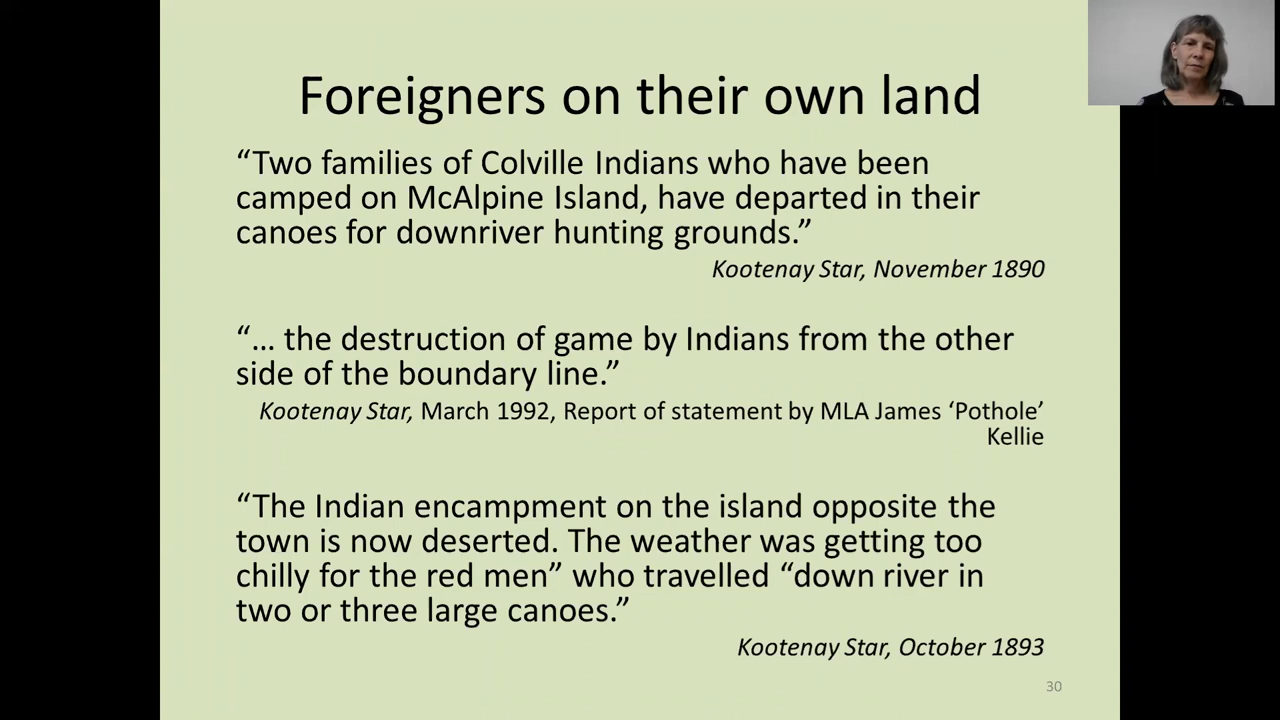 Foreigners on their own land
“Two families of Colville Indians who have been
camped on McAlpine Island, have departed in their
canoes for downriver hunting grounds.”
Kootenay Star, November 1890
“… the destruction of game by Indians from the other
side of the boundary line.”
Kootenay Star, March 1992, Report of statement by MLA James ‘Pothole’
Kellie
“The Indian encampment on the island opposite the
town is now deserted. The weather was getting too
chilly for the red men” who travelled “down river in
two or three large canoes.”
Kootenay Star, October 1893
30